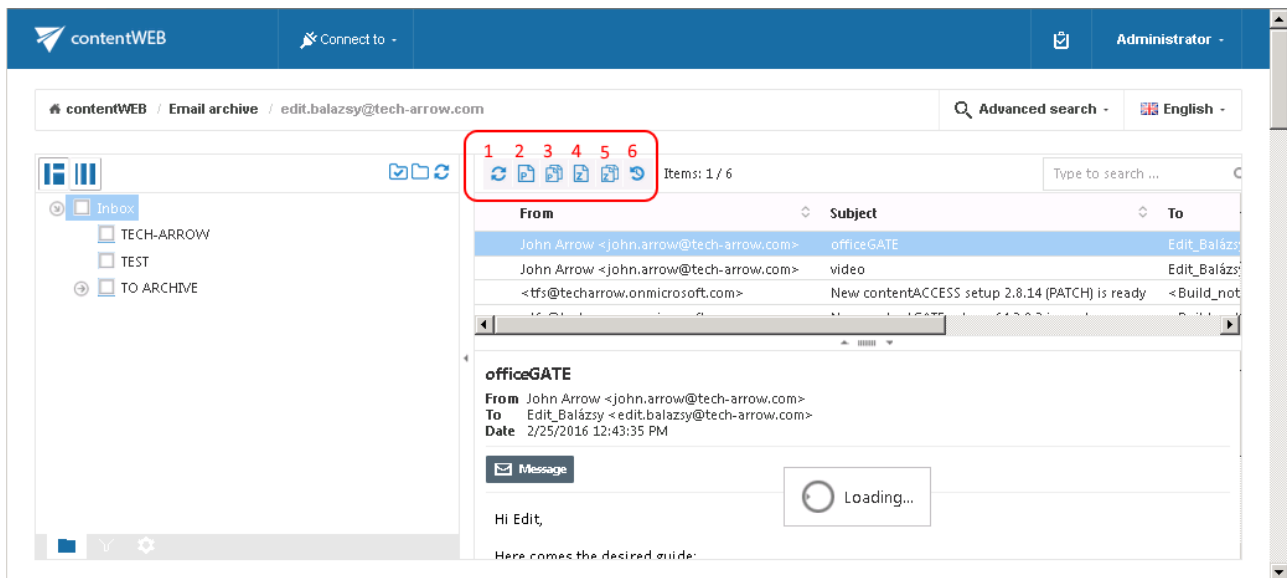 contentWEB
Connect to
Administrator
contentWEB / Email archive / edit.balazsy@tech-arrow.com
Advanced search
English
1 2 3 4 5 6
Items: 1 / 6
Type to search ...
Inbox
TECH-ARROW
TEST
TO ARCHIVE
From Subject To
John Arrow <john.arrow@tech-arrow.com> officeGATE Edit_Balázsy
John Arrow <john.arrow@tech-arrow.com> video Edit_Balázsy
<tfs@techarrow.onmicrosoft.com> New contentACCESS setup 2.8.14 (PATCH) is ready <Build_not
officeGATE
From John Arrow <john.arrow@tech-arrow.com>
To Edit_Balázsy <edit.balazsy@tech-arrow.com>
Date 2/25/2016 12:43:35 PM
Message
Loading...
Hi Edit,
Here comes the desired guide: